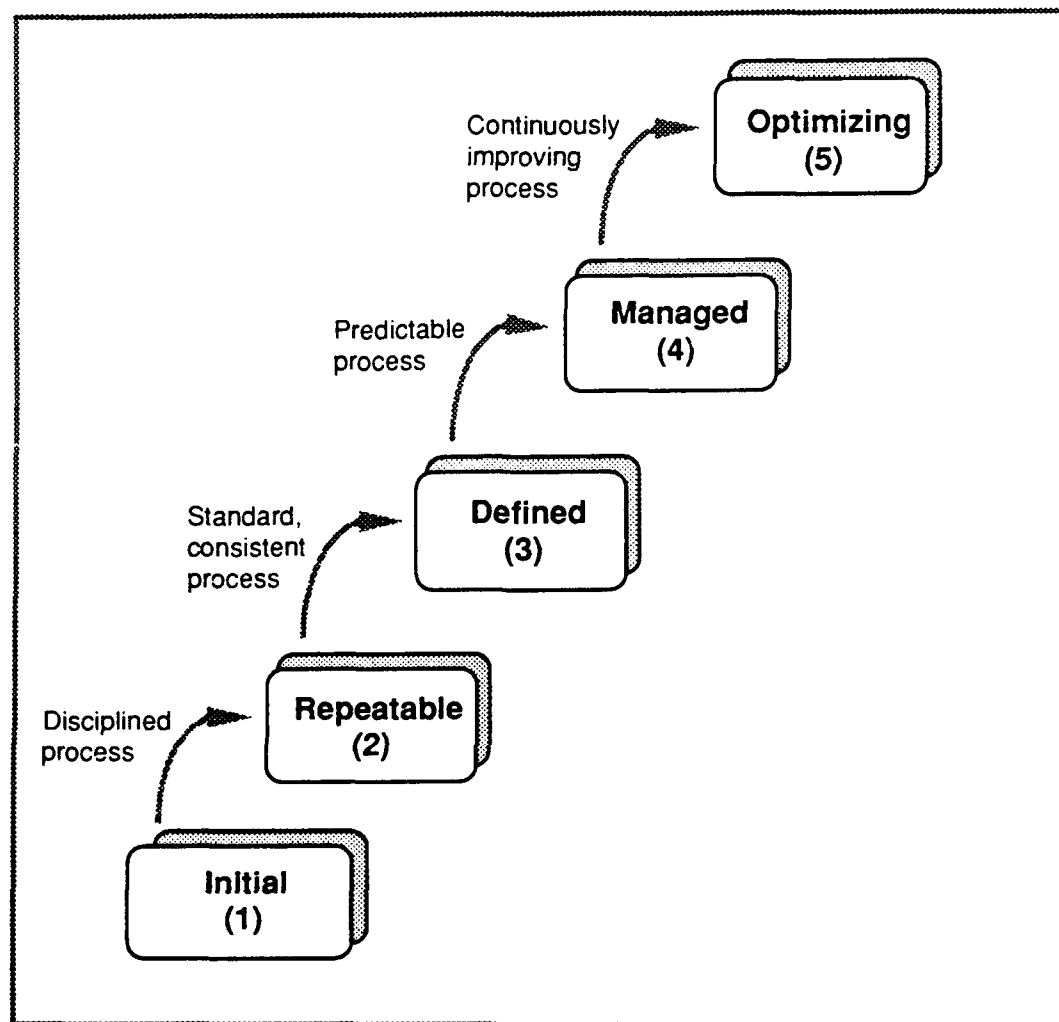 Continuously
improving
process
Optimizing
(5)
Predictable
process
Managed
(4)
Standard,
consistent
process
Defined
(3)
Disciplined
process
Repeatable
(2)
Initial
(1)